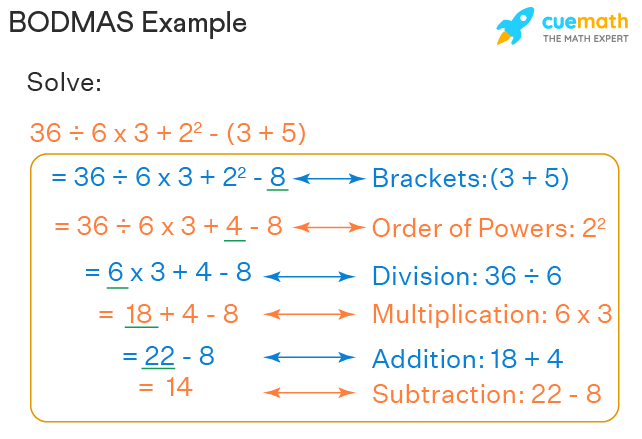 BODMAS Example
cuemath
THE MATH EXPERT
Solve:
36 ÷ 6 x 3 + 2² - (3 + 5)
= 36 ÷ 6 x 3 + 2² - 8 Brackets:(3 + 5)
= 36 ÷ 6 x 3 + 4 - 8 Order of Powers: 2²
= 6 x 3 + 4 - 8 Division: 36 ÷ 6
= 18 + 4 - 8 Multiplication: 6 x 3
= 22 - 8 Addition: 18 + 4
= 14 Subtraction: 22 - 8